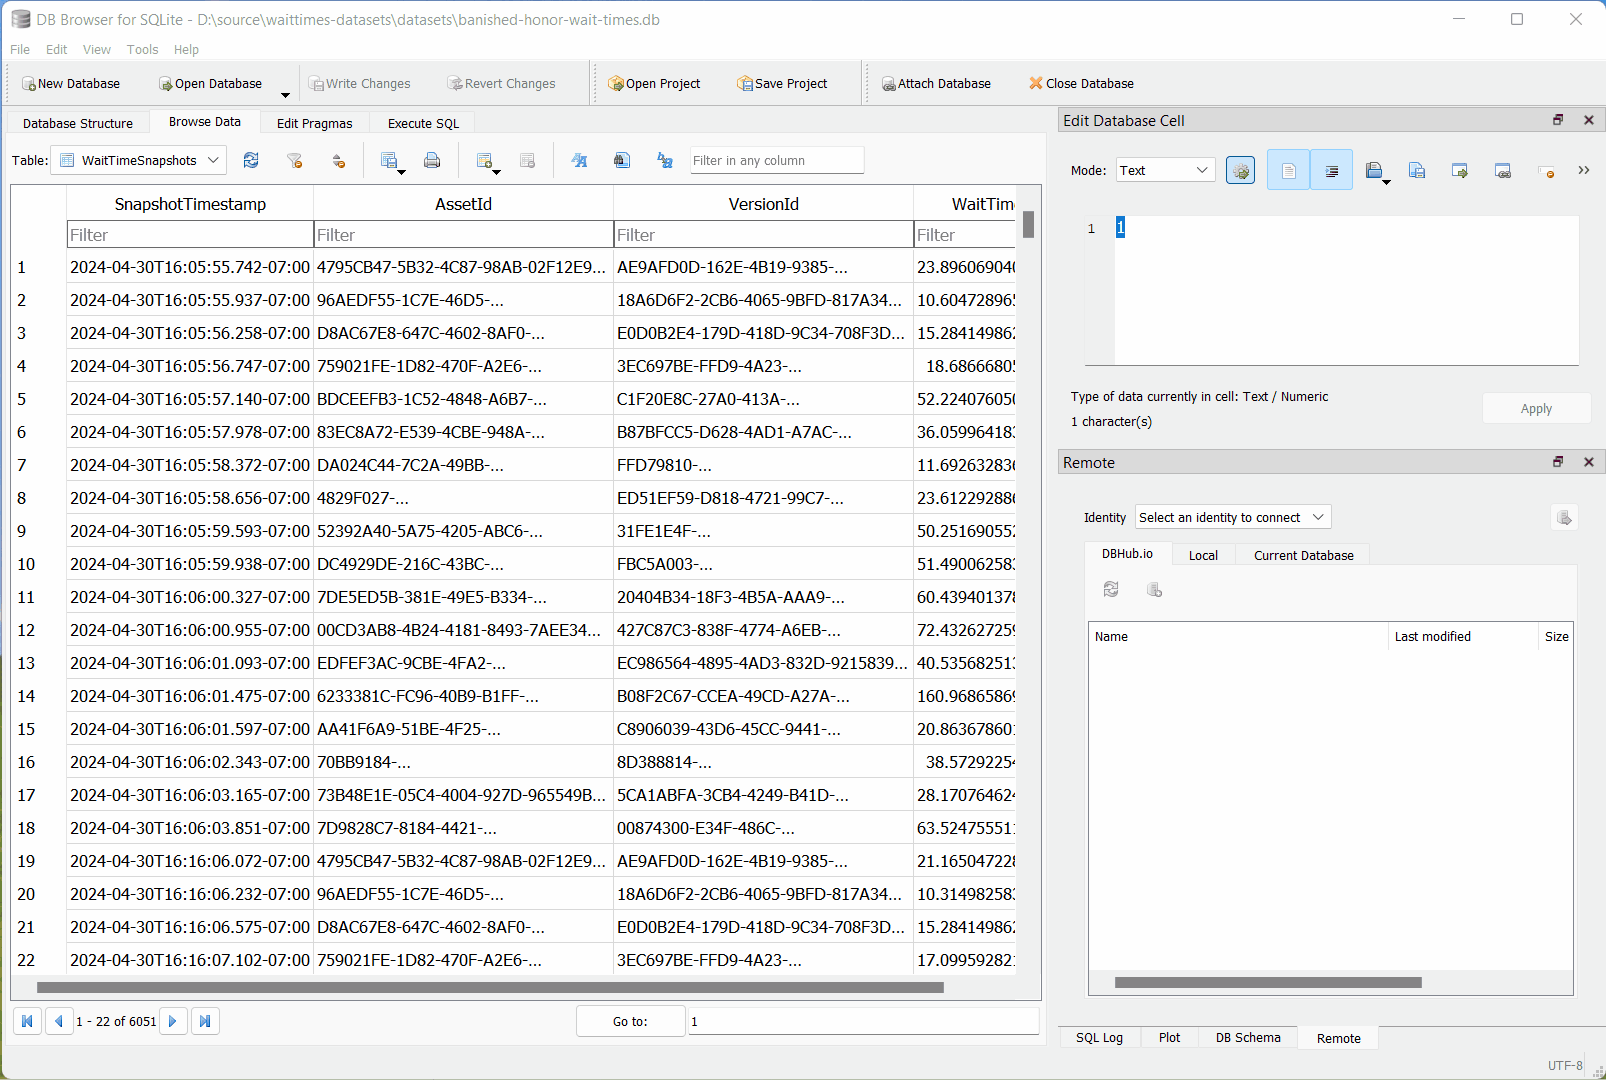 DB Browser for SQLite - D:\source\waittimes-datasets\datasets\banished-honor-wait-times.db
File Edit View Tools Help
New Database Open Database Write Changes Revert Changes Open Project Save Project Attach Database Close Database
Database Structure Browse Data Edit Pragmas Execute SQL
Table: WaitTimeSnapshots Filter in any column
SnapshotTimestamp AssetId VersionId WaitTim
Filter Filter Filter Filter
1 2024-04-30T16:05:55.742-07:00 4795CB47-5B32-4C87-98AB-02F12E9... AE9AFD0D-162E-4B19-9385-... 23.896069040
2 2024-04-30T16:05:55.937-07:00 96AEDF55-1C7E-46D5-... 18A6D6F2-2CB6-4065-9BFD-817A34... 10.604728965
3 2024-04-30T16:05:56.258-07:00 D8AC67E8-647C-4602-8AF0-... E0D0B2E4-179D-418D-9C34-708F3D... 15.284149862
4 2024-04-30T16:05:56.747-07:00 759021FE-1D82-470F-A2E6-... 3EC697BE-FFD9-4A23-... 18.68666805
5 2024-04-30T16:05:57.140-07:00 BDCEEFB3-1C52-4848-A6B7-... C1F20E8C-27A0-413A-... 52.224076050
6 2024-04-30T16:05:57.978-07:00 83EC8A72-E539-4CBE-948A-... B87BFCC5-D628-4AD1-A7AC-... 36.059964183
7 2024-04-30T16:05:58.372-07:00 DA024C44-7C2A-49BB-... FFD79810-... 11.692632836
8 2024-04-30T16:05:58.656-07:00 4829F027-... ED51EF59-D818-4721-99C7-... 23.612292886
9 2024-04-30T16:05:59.593-07:00 52392A40-5A75-4205-ABC6-... 31FE1E4F-... 50.251690552
10 2024-04-30T16:05:59.938-07:00 DC4929DE-216C-43BC-... FBC5A003-... 51.490062583
11 2024-04-30T16:06:00.327-07:00 7DE5ED5B-381E-49E5-B334-... 20404B34-18F3-4B5A-AAA9-... 60.439401378
12 2024-04-30T16:06:00.955-07:00 00CD3AB8-4B24-4181-8493-7AEE34... 427C87C3-838F-4774-A6EB-... 72.432627259
13 2024-04-30T16:06:01.093-07:00 EDFEF3AC-9CBE-4FA2-... EC986564-4895-4AD3-832D-9215839... 40.535682513
14 2024-04-30T16:06:01.475-07:00 6233381C-FC96-40B9-B1FF-... B08F2C67-CCEA-49CD-A27A-... 160.96865869
15 2024-04-30T16:06:01.597-07:00 AA41F6A9-51BE-4F25-... C8906039-43D6-45CC-9441-... 20.863678601
16 2024-04-30T16:06:02.343-07:00 70BB9184-... 8D388814-... 38.57292254
17 2024-04-30T16:06:03.165-07:00 73B48E1E-05C4-4004-927D-965549B... 5CA1ABFA-3CB4-4249-B41D-... 28.170764624
18 2024-04-30T16:06:03.851-07:00 7D9828C7-8184-4421-... 00874300-E34F-486C-... 63.524755511
19 2024-04-30T16:16:06.072-07:00 4795CB47-5B32-4C87-98AB-02F12E9... AE9AFD0D-162E-4B19-9385-... 21.165047228
20 2024-04-30T16:16:06.232-07:00 96AEDF55-1C7E-46D5-... 18A6D6F2-2CB6-4065-9BFD-817A34... 10.314982583
21 2024-04-30T16:16:06.575-07:00 D8AC67E8-647C-4602-8AF0-... E0D0B2E4-179D-418D-9C34-708F3D... 15.284149862
22 2024-04-30T16:16:07.102-07:00 759021FE-1D82-470F-A2E6-... 3EC697BE-FFD9-4A23-... 17.099592821
1 - 22 of 6051 Go to: 1
Edit Database Cell
Mode: Text
1 1
Type of data currently in cell: Text / Numeric
1 character(s)
Apply
Remote
Identity Select an identity to connect
DBHub.io Local Current Database
Name Last modified Size
SQL Log Plot DB Schema Remote
UTF-8